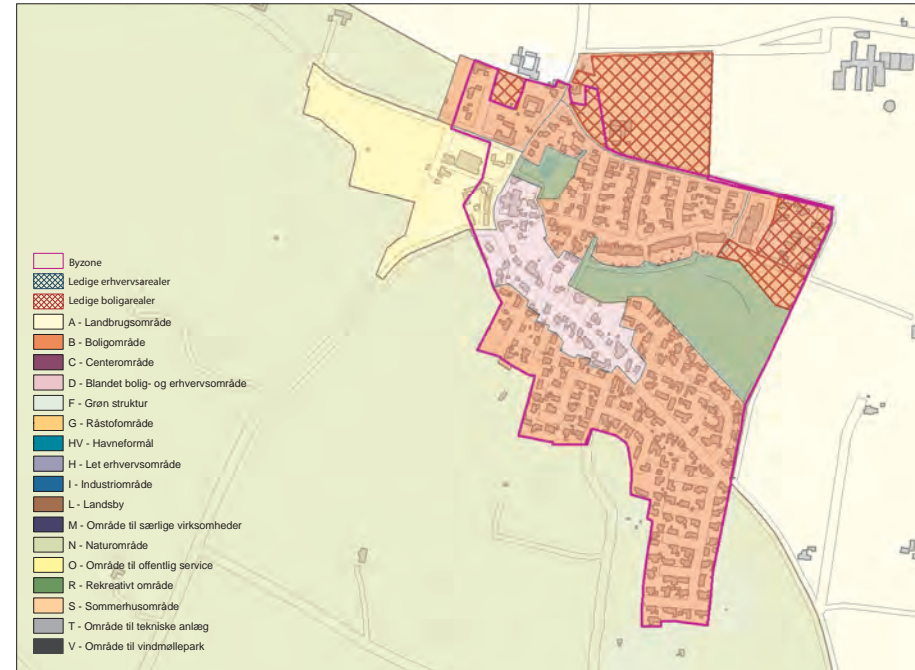 Byzone
Ledige erhvervsarealer
Ledige boligarealer
A - Landbrugsområde
B - Boligområde
C - Centerområde
D - Blandet bolig- og erhvervsområde
F - Grøn struktur
G - Råstofområde
HV - Havneformål
H - Let erhvervsområde
I - Industriområde
L - Landsby
M - Område til særlige virksomheder
N - Naturområde
O - Område til offentlig service
R - Rekreativt område
S - Sommerhusområde
T - Område til tekniske anlæg
V - Område til vindmøllepark